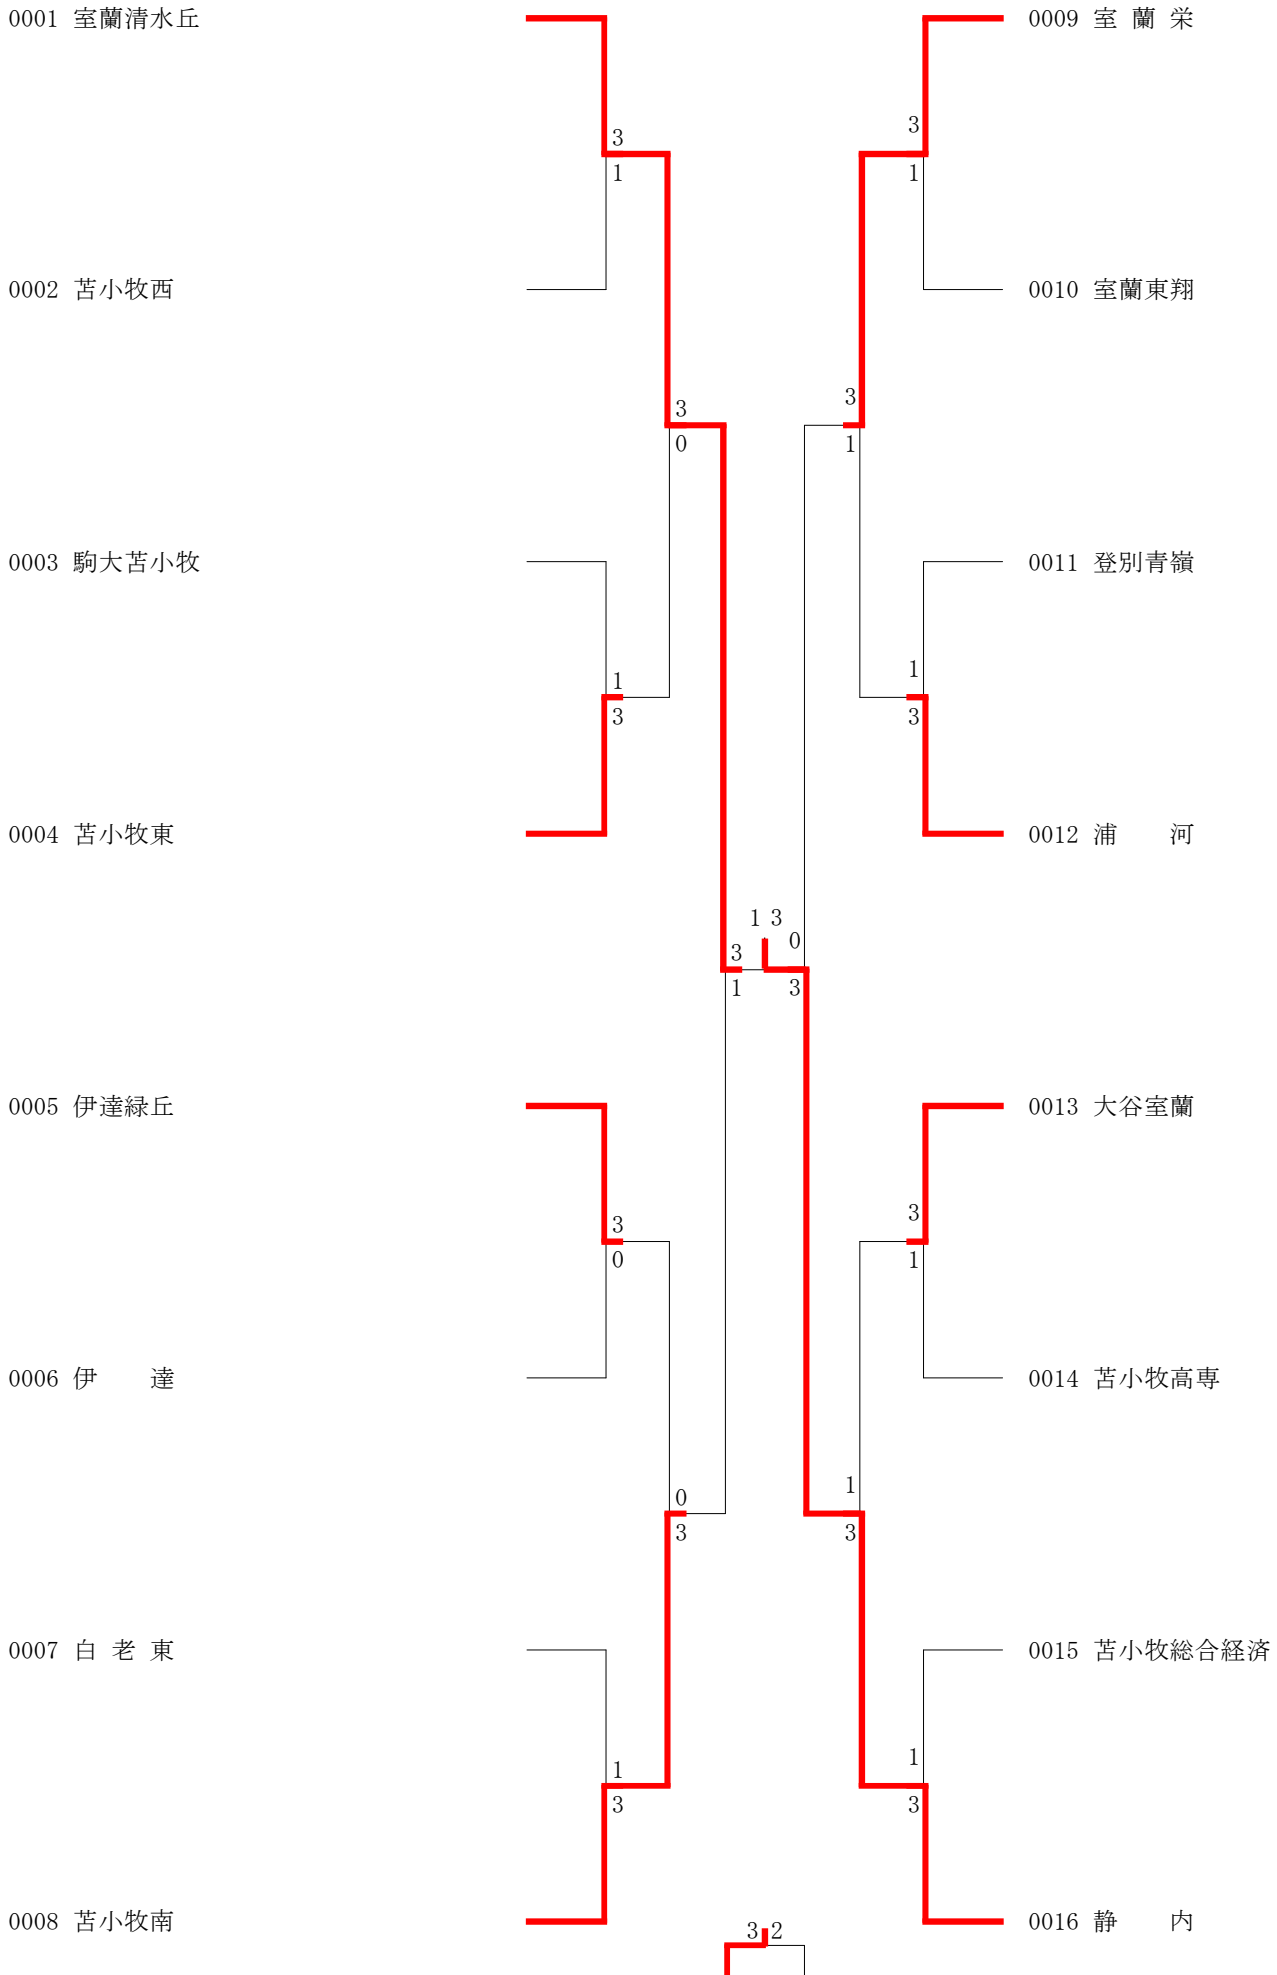 0001 室蘭清水丘
0009 室 蘭 栄
3
3
1
1
0002 苫小牧西
0010 室蘭東翔
3
3
0
1
0003 駒大苫小牧
0011 登別青嶺
1
1
3
3
0004 苫小牧東
0012 浦　　河
1 3
3
0
1
3
0005 伊達緑丘
0013 大谷室蘭
3
3
0
1
0006 伊　　達
0014 苫小牧高専
0
1
3
3
0007 白 老 東
0015 苫小牧総合経済
1
1
3
3
0008 苫小牧南
0016 静　　内
3 2